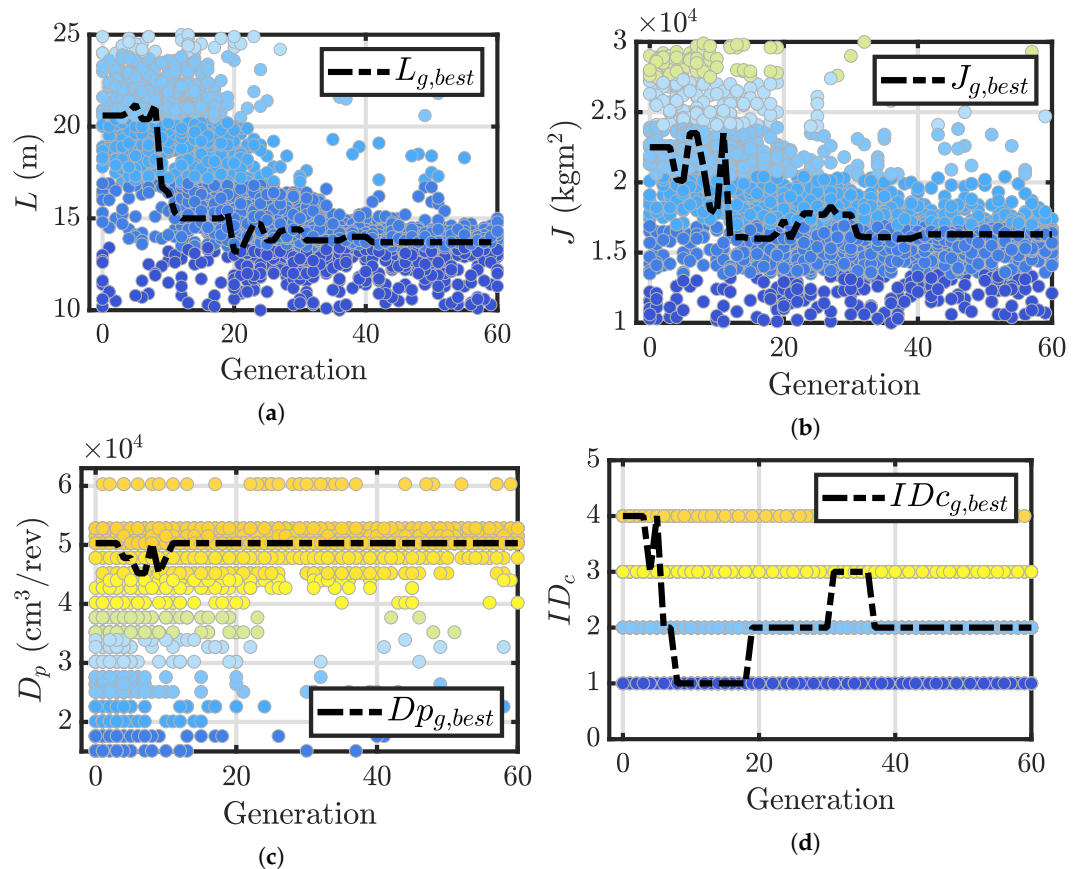 25
20
15
10
L (m)
0
20
40
60
Generation
L_{g,best}
(a)
×10^4
3
2.5
2
1.5
1
J (kgm^2)
0
20
40
60
Generation
J_{g,best}
(b)
×10^4
6
5
4
3
2
D_p (cm^3/rev)
0
20
40
60
Generation
Dp_{g,best}
(c)
5
4
3
2
1
0
ID_c
0
20
40
60
Generation
IDc_{g,best}
(d)